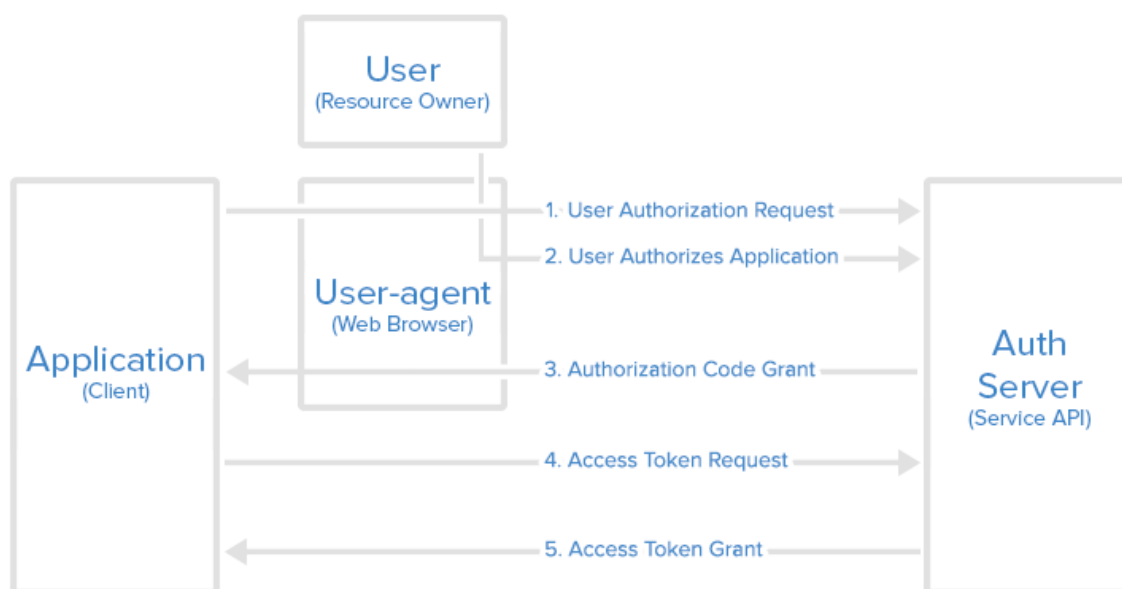 User
(Resource Owner)
1. User Authorization Request
2. User Authorizes Application
User-agent
(Web Browser)
Application
(Client)
3. Authorization Code Grant
Auth
Server
(Service API)
4. Access Token Request
5. Access Token Grant